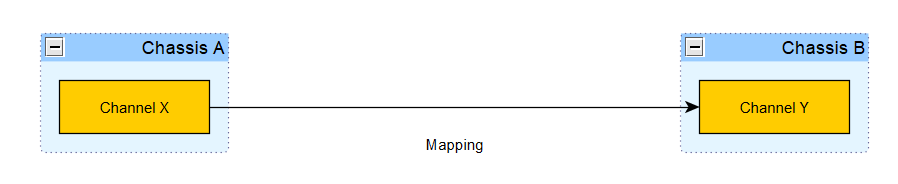 Chassis A
Chassis B
Channel X
Channel Y
Mapping